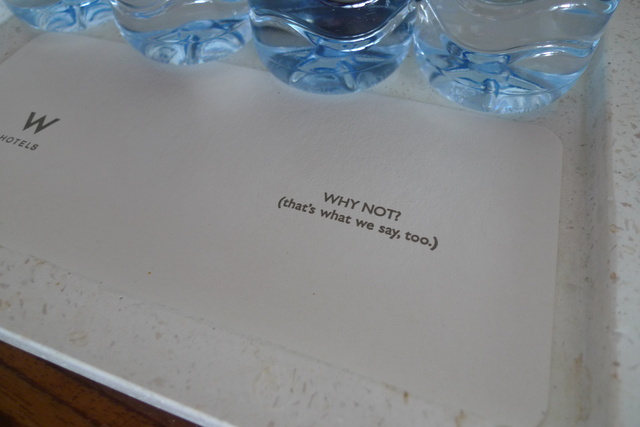 W
HOTELS
WHY NOT?
(that's what we say, too.)